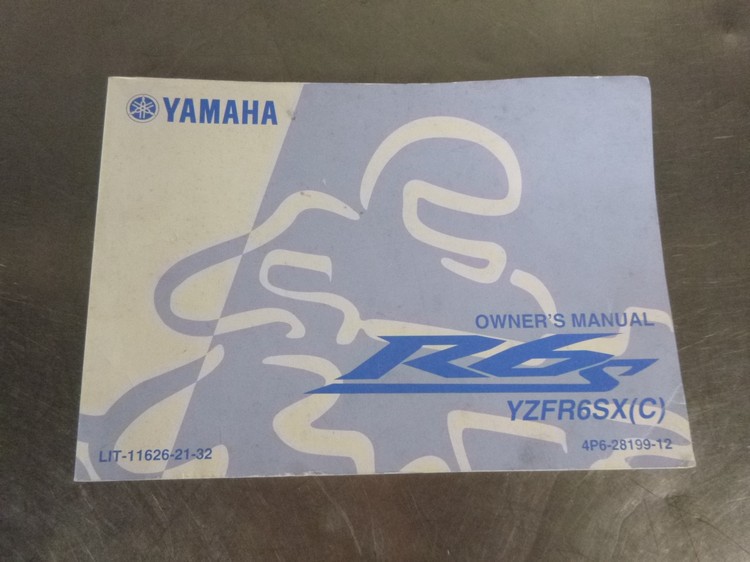 YAMAHA
OWNER'S MANUAL
R6s
YZFR6SX(C)
LIT-11626-21-32
4P6-28199-12